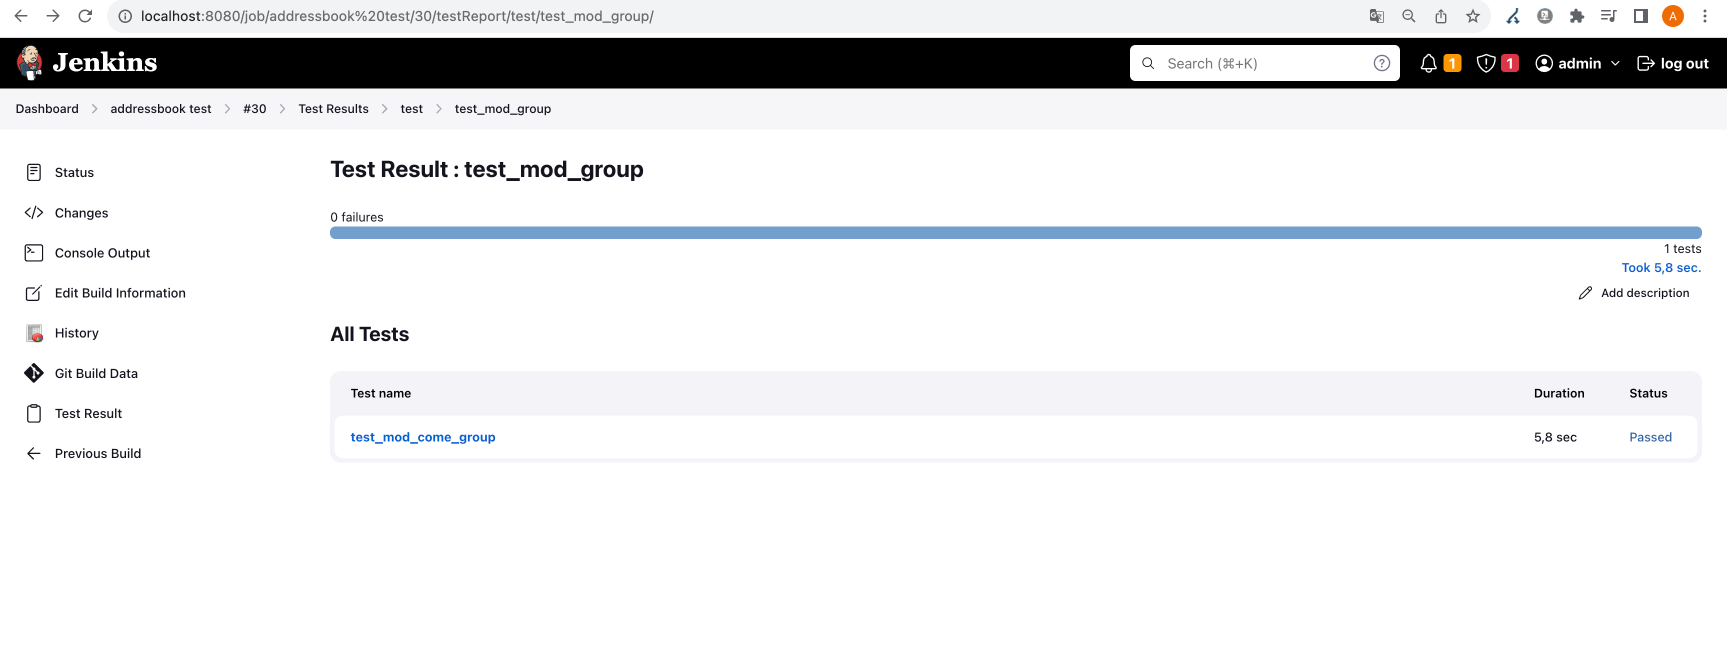 localhost:8080/job/addressbook%20test/30/testReport/test/test_mod_group/
A
Jenkins
Search (⌘+K)
?
1
1
admin
log out
Dashboard
addressbook test
#30
Test Results
test
test_mod_group
Status
Changes
Console Output
Edit Build Information
History
Git Build Data
Test Result
Previous Build
Test Result : test_mod_group
0 failures
1 tests
Took 5,8 sec.
Add description
All Tests
Test name Duration Status
test_mod_come_group 5,8 sec Passed